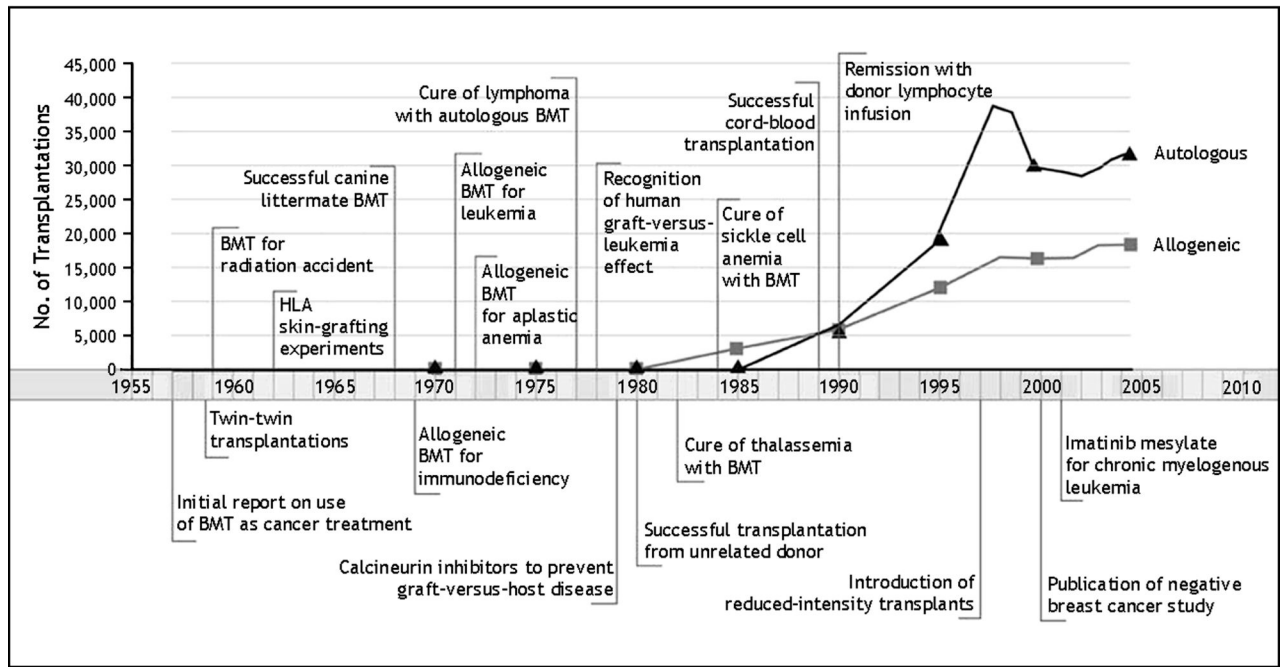 No. of Transplantations
45,000
40,000
35,000
30,000
25,000
20,000
15,000
10,000
5,000
0
BMT for
radiation accident
HLA
skin-grafting
experiments
Successful canine
littermate BMT
Allogeneic
BMT for
leukemia
Allogeneic
BMT
for aplastic
anemia
Cure of lymphoma
with autologous BMT
Recognition
of human
graft-versus-
leukemia
effect
Cure of
sickle cell
anemia
with BMT
Successful
cord-blood
transplantation
Remission with
donor lymphocyte
infusion
Autologous
Allogeneic
1955 1960 1965 1970 1975 1980 1985 1990 1995 2000 2005 2010
Initial report on use
of BMT as cancer treatment
Twin-twin
transplantations
Allogeneic
BMT for
immunodeficiency
Calcineurin inhibitors to prevent
graft-versus-host disease
Successful transplantation
from unrelated donor
Cure of thalassemia
with BMT
Introduction of
reduced-intensity transplants
Publication of negative
breast cancer study
Imatinib mesylate
for chronic myelogenous
leukemia